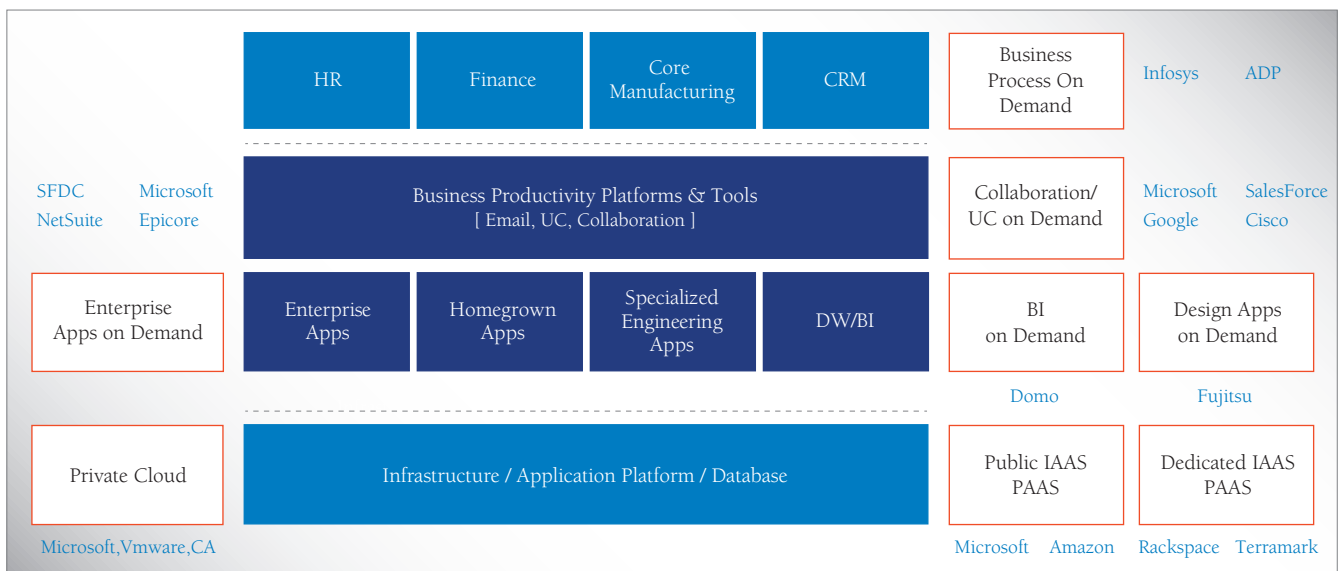 HR
Finance
Core
Manufacturing
CRM
Business
Process On
Demand
Infosys
ADP
SFDC
Microsoft
NetSuite
Epicore
Business Productivity Platforms & Tools
[ Email, UC, Collaboration ]
Collaboration/
UC on Demand
Microsoft
SalesForce
Google
Cisco
Enterprise
Apps on Demand
Enterprise
Apps
Homegrown
Apps
Specialized
Engineering
Apps
DW/BI
BI
on Demand
Design Apps
on Demand
Domo
Fujitsu
Private Cloud
Infrastructure / Application Platform / Database
Public IAAS
PAAS
Dedicated IAAS
PAAS
Microsoft,Vmware,CA
Microsoft
Amazon
Rackspace
Terramark